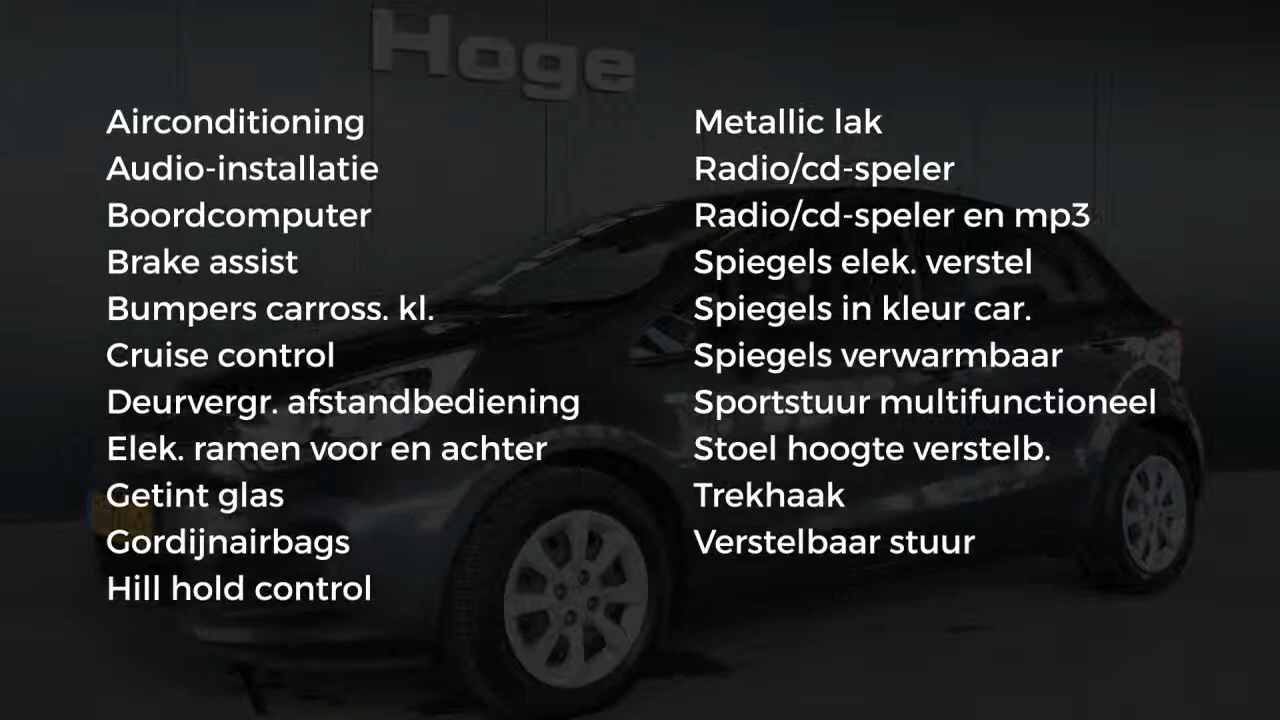 Hoge
Airconditioning
Audio-installatie
Boordcomputer
Brake assist
Bumpers carross. kl.
Cruise control
Deurvergr. afstandbediening
Elek. ramen voor en achter
Getint glas
Gordijnairbags
Hill hold control
Metallic lak
Radio/cd-speler
Radio/cd-speler en mp3
Spiegels elek. verstel
Spiegels in kleur car.
Spiegels verwarmbaar
Sportstuur multifunctioneel
Stoel hoogte verstelb.
Trekhaak
Verstelbaar stuur